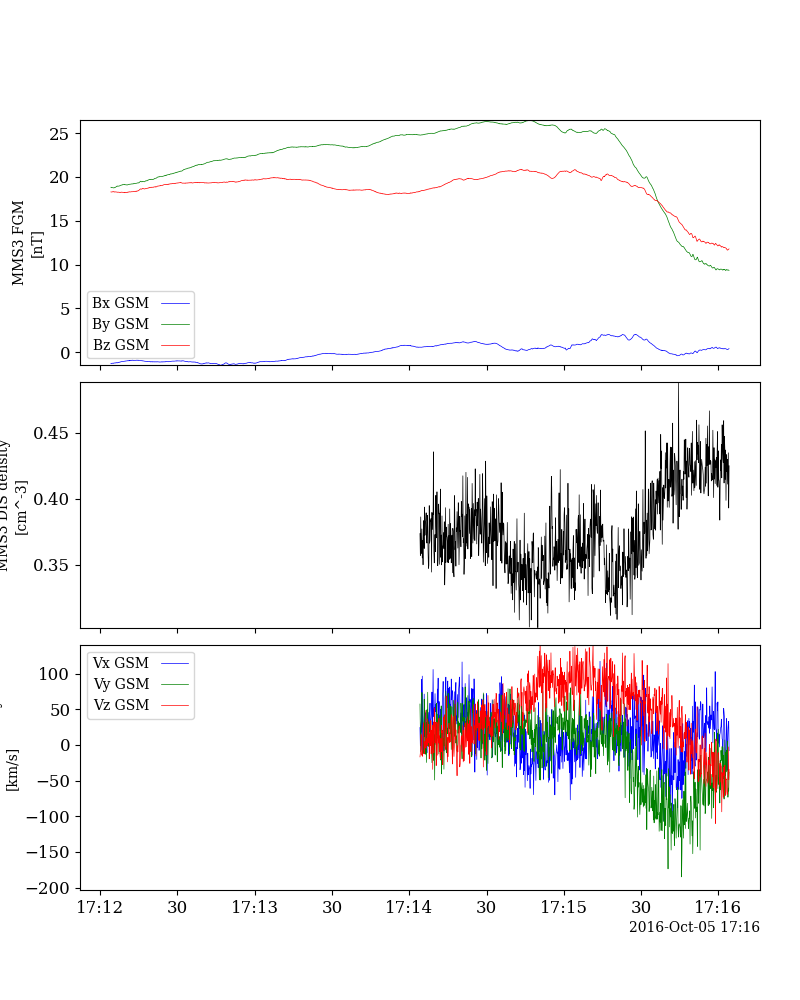 MMS3 FGM
[nT]
25
20
15
10
5
0
Bx GSM
By GSM
Bz GSM
MMS3 DIS density
[cm^-3]
0.45
0.40
0.35
[km/s]
100
50
0
−50
−100
−150
−200
Vx GSM
Vy GSM
Vz GSM
17:12 30 17:13 30 17:14 30 17:15 30 17:16
2016-Oct-05 17:16